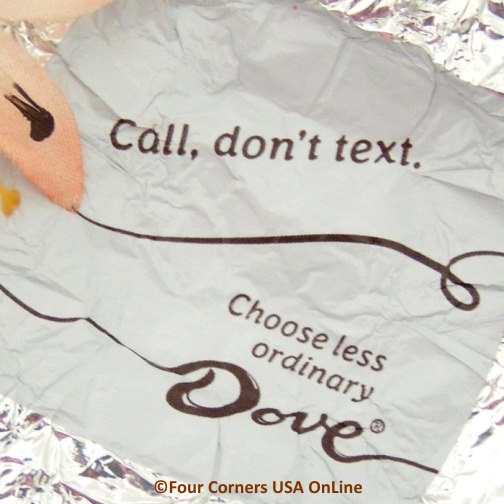 Call, don't text.
Choose less
ordinary
Dove®
©Four Corners USA OnLine